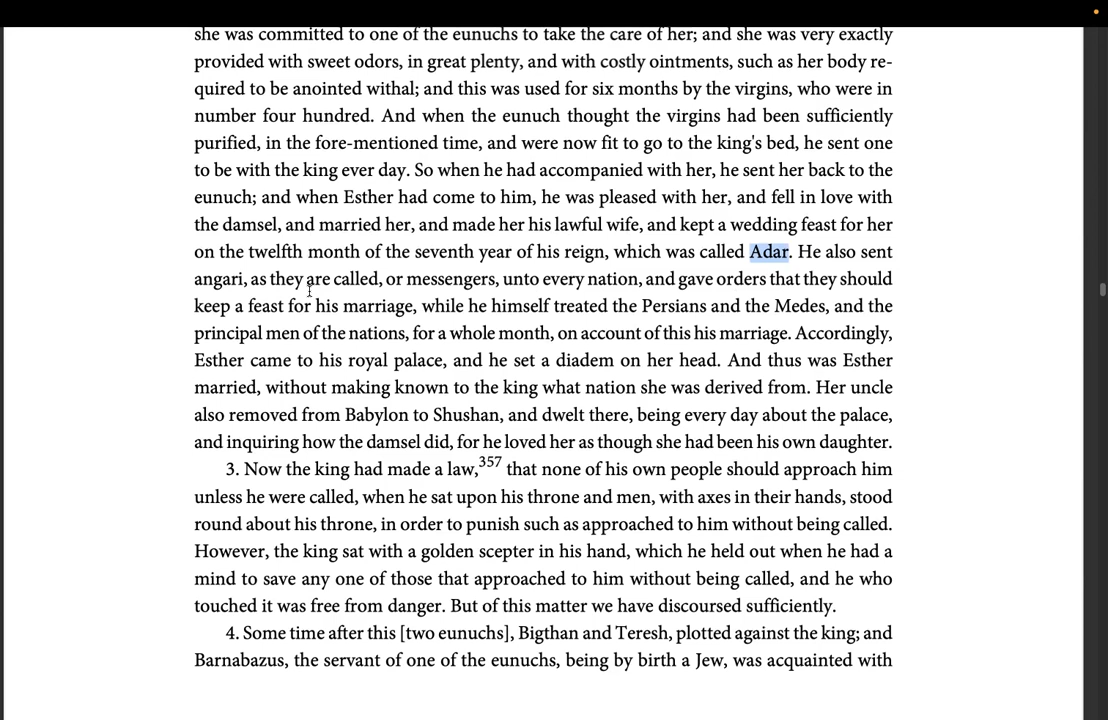 she was committed to one of the eunuchs to take the care of her; and she was very exactly
provided with sweet odors, in great plenty, and with costly ointments, such as her body re-
quired to be anointed withal; and this was used for six months by the virgins, who were in
number four hundred. And when the eunuch thought the virgins had been sufficiently
purified, in the fore-mentioned time, and were now fit to go to the king's bed, he sent one
to be with the king ever day. So when he had accompanied with her, he sent her back to the
eunuch; and when Esther had come to him, he was pleased with her, and fell in love with
the damsel, and married her, and made her his lawful wife, and kept a wedding feast for her
on the twelfth month of the seventh year of his reign, which was called Adar. He also sent
angari, as they are called, or messengers, unto every nation, and gave orders that they should
keep a feast for his marriage, while he himself treated the Persians and the Medes, and the
principal men of the nations, for a whole month, on account of this his marriage. Accordingly,
Esther came to his royal palace, and he set a diadem on her head. And thus was Esther
married, without making known to the king what nation she was derived from. Her uncle
also removed from Babylon to Shushan, and dwelt there, being every day about the palace,
and inquiring how the damsel did, for he loved her as though she had been his own daughter.
3. Now the king had made a law,357 that none of his own people should approach him
unless he were called, when he sat upon his throne and men, with axes in their hands, stood
round about his throne, in order to punish such as approached to him without being called.
However, the king sat with a golden scepter in his hand, which he held out when he had a
mind to save any one of those that approached to him without being called, and he who
touched it was free from danger. But of this matter we have discoursed sufficiently.
4. Some time after this [two eunuchs], Bigthan and Teresh, plotted against the king; and
Barnabazus, the servant of one of the eunuchs, being by birth a Jew, was acquainted with